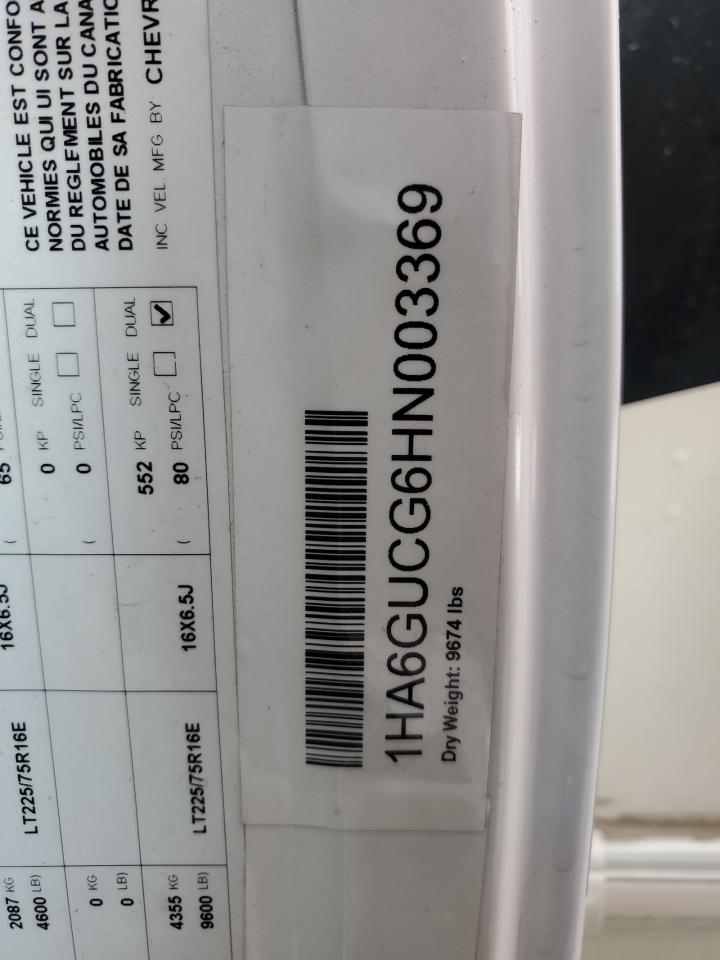 CE VEHICLE EST CONFO
NORMIES QUI UI SONT A
DU REGLFMENT SUR LA
AUTOMOBILES DU CANA
DATE DE SA FABRICATIO
INC. VEL. MFG. BY: CHEVR
2087 KG LT225/75R16E 16X6.5J
4600 LB) ( 65
0 KG 0 KP SINGLE DUAL
0 LB) ( 0 PSI/LPC
4355 KG 552 KP SINGLE DUAL
9600 LB) LT225/75R16E 16X6.5J ( 80 PSI/LPC
1HA6GUCG6HN003369
Dry Weight: 9674 lbs